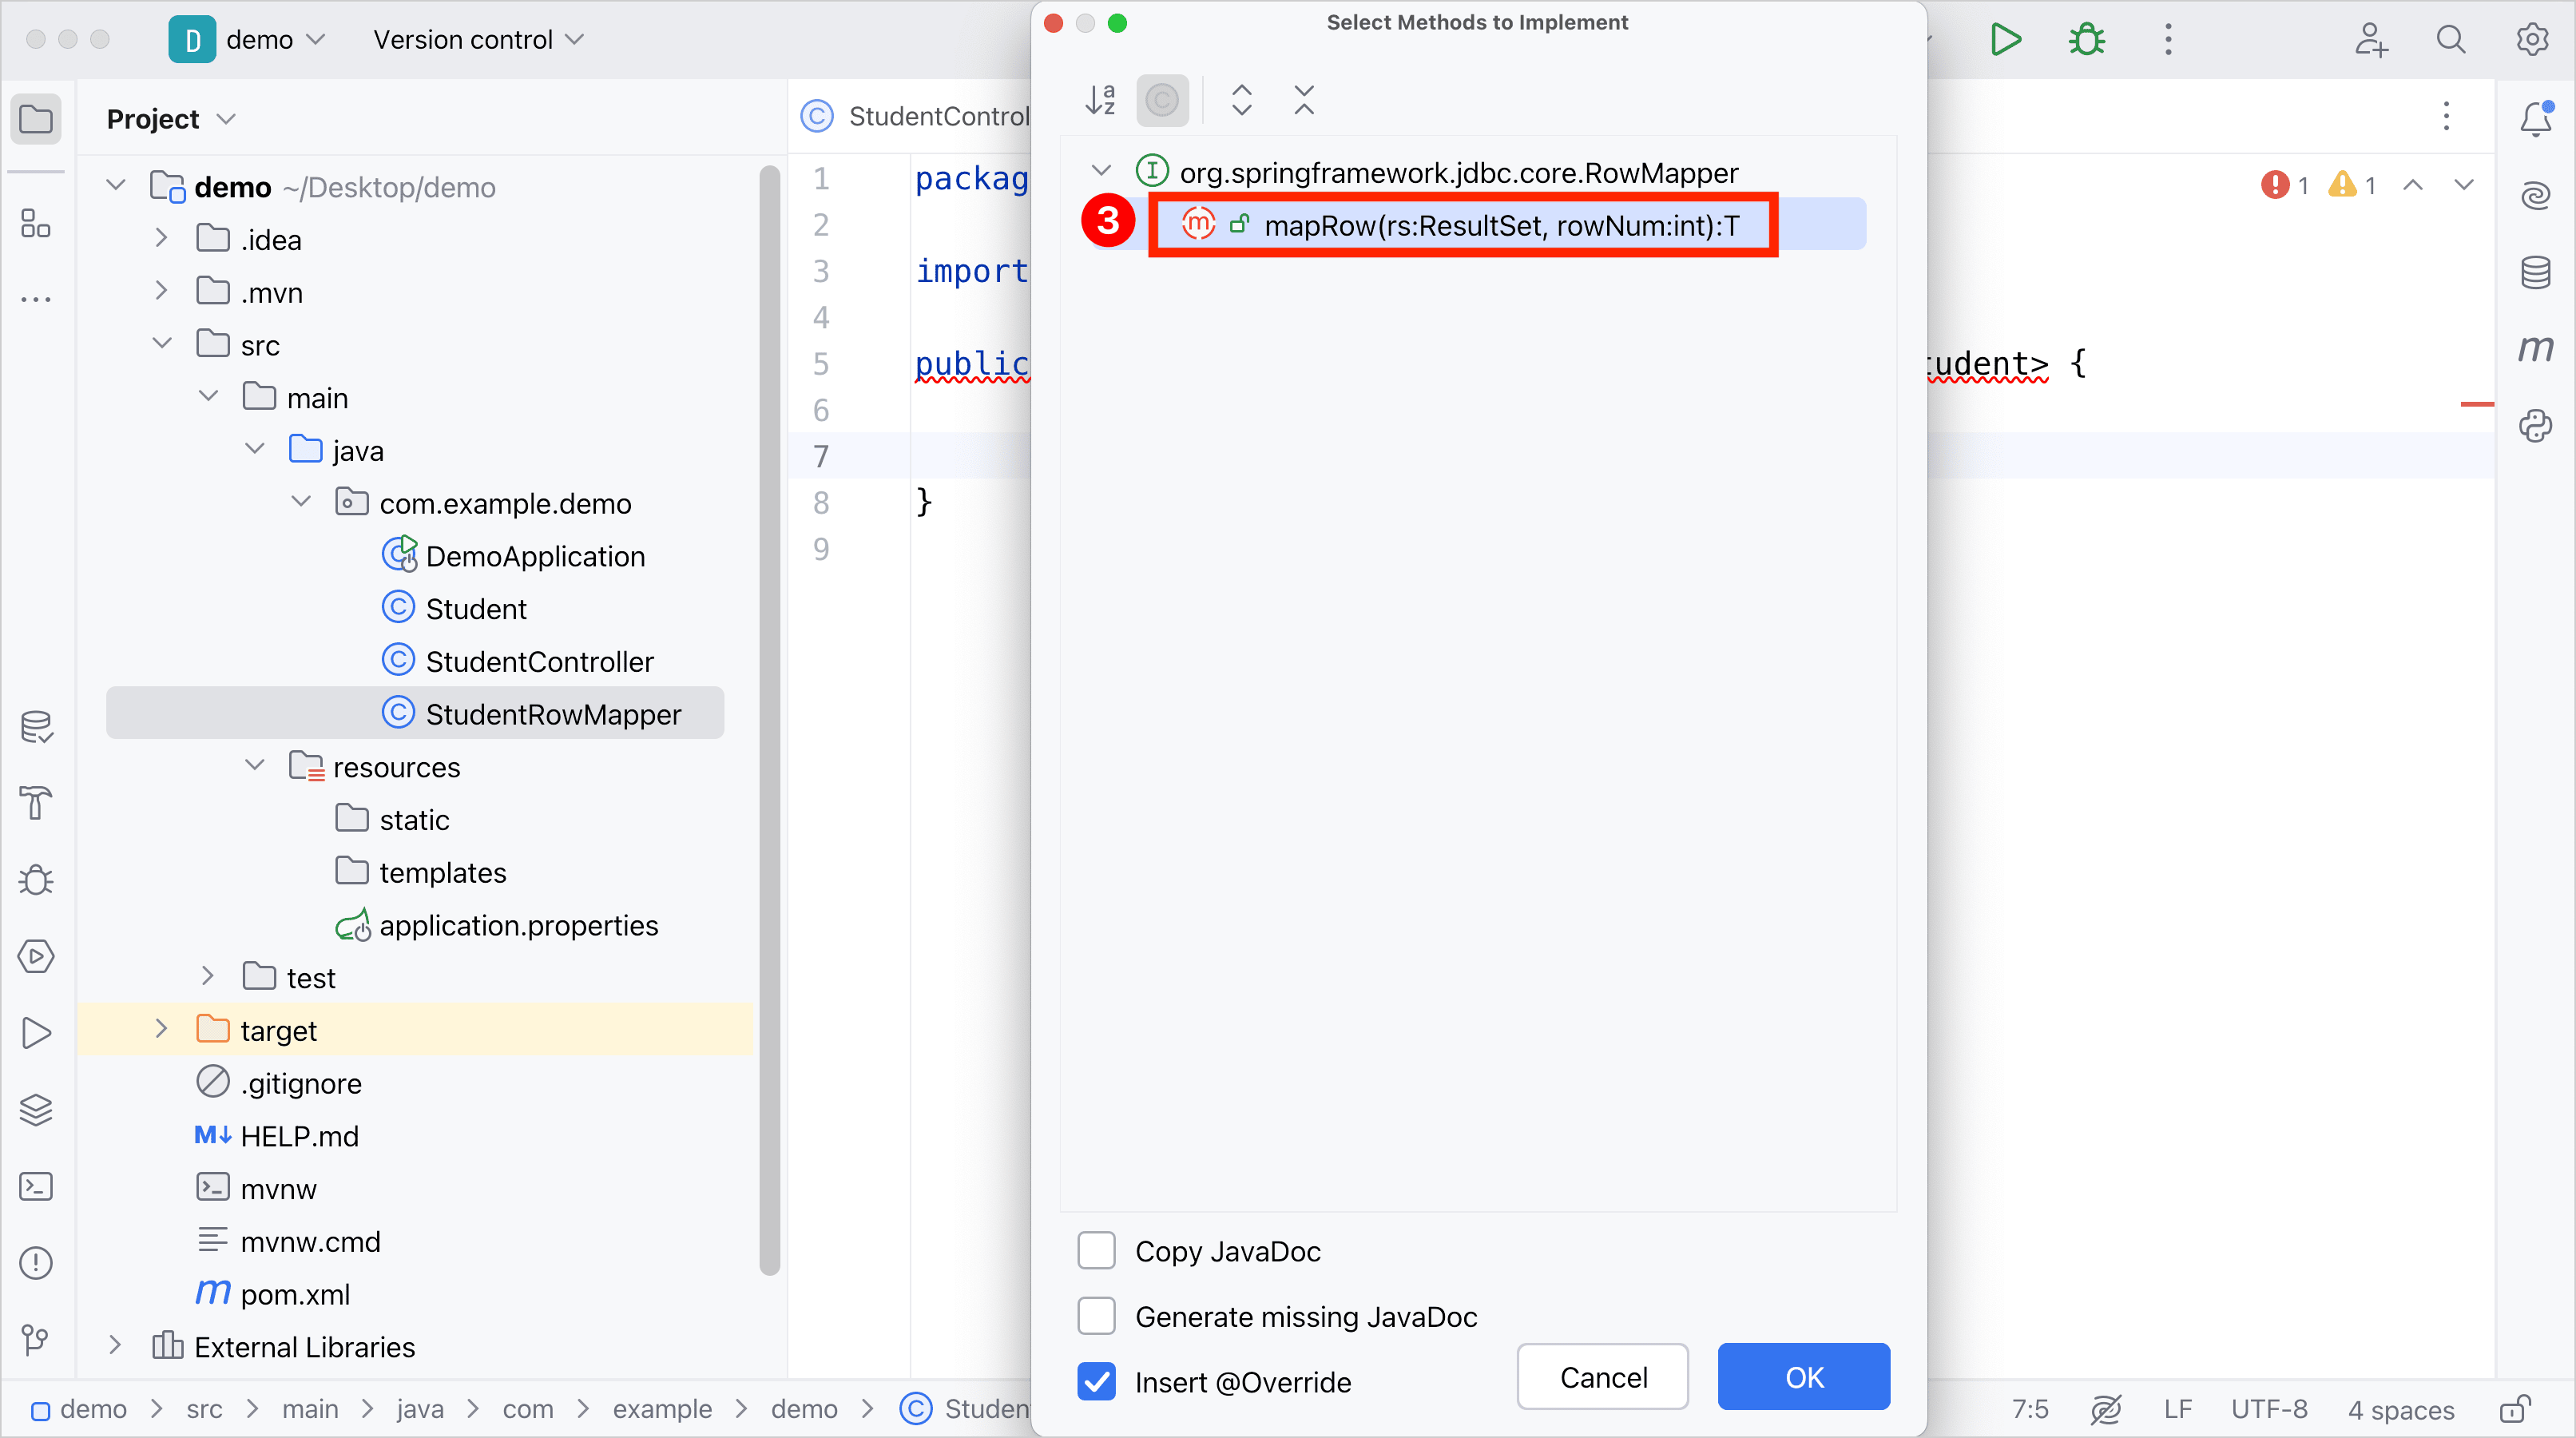 D demo Version control
Project
demo ~/Desktop/demo
.idea
.mvn
src
main
java
com.example.demo
DemoApplication
Student
StudentController
StudentRowMapper
resources
static
templates
application.properties
test
target
.gitignore
HELP.md
mvnw
mvnw.cmd
pom.xml
External Libraries
StudentControl
1 packag
2
3 import
4
5 public
6
7
8 }
9
tudent> {
1 1
Select Methods to Implement
org.springframework.jdbc.core.RowMapper
3 mapRow(rs:ResultSet, rowNum:int):T
Copy JavaDoc
Generate missing JavaDoc
Insert @Override
Cancel OK
demo > src > main > java > com > example > demo > Studen
7:5 LF UTF-8 4 spaces